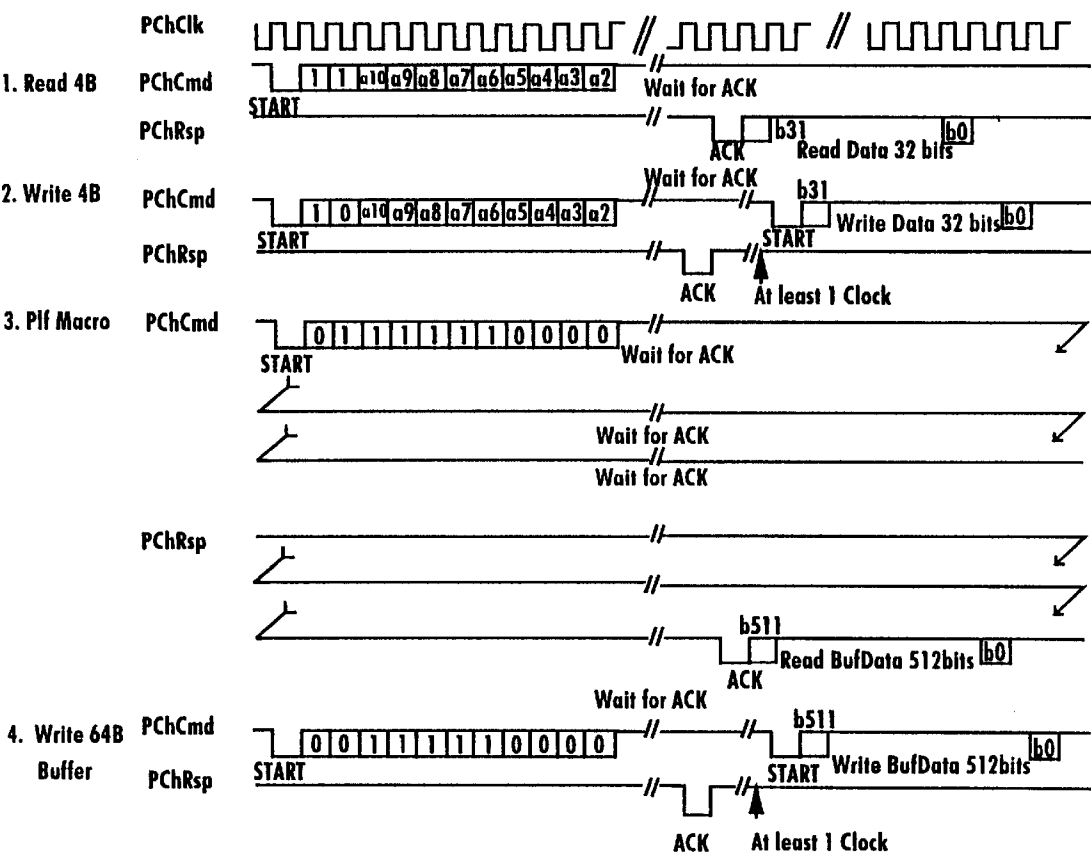 PChClk
1. Read 4B PChCmd 1 1 a10 a9 a8 a7 a6 a5 a4 a3 a2 Wait for ACK
START
PChRsp b31 b0
ACK Read Data 32 bits
Wait for ACK
2. Write 4B PChCmd 1 0 a10 a9 a8 a7 a6 a5 a4 a3 a2 b31 Write Data 32 bits b0
START START
PChRsp
ACK At least 1 Clock
3. Plf Macro PChCmd 0 1 1 1 1 1 1 0 0 0 0 Wait for ACK
START
Wait for ACK
Wait for ACK
PChRsp
b511
Read BufData 512bits b0
ACK
Wait for ACK
4. Write 64B Buffer PChCmd 0 0 1 1 1 1 1 0 0 0 0 b511 b0
START START Write BufData 512bits
PChRsp
ACK At least 1 Clock